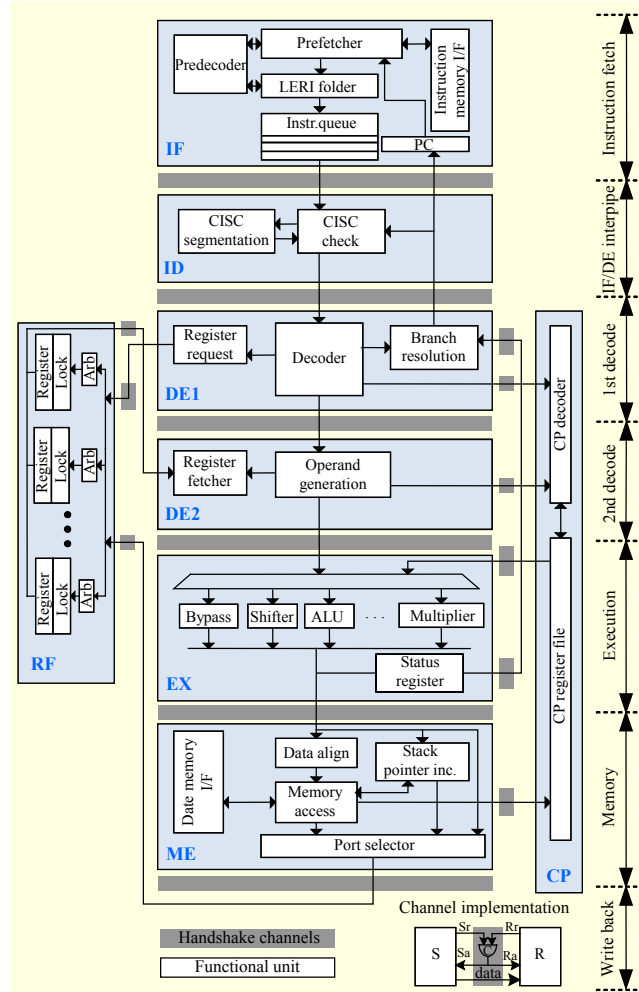 Prefetcher
Predecoder
LERI folder
Instruction
memory I/F
Instr.queue
PC
IF
Instruction fetch
CISC
segmentation
CISC
check
ID
IF/DE interpipe
Register
request
Decoder
Branch
resolution
DE1
1st decode
Register
Lock
Arb
Register
Lock
Arb
Register
Lock
Arb
RF
CP decoder
Register
fetcher
Operand
generation
DE2
2nd decode
Bypass
Shifter
ALU
. . .
Multiplier
Status
register
EX
Execution
CP register file
Date memory
I/F
Data align
Stack
pointer inc.
Memory
access
Port selector
ME
CP
Memory
Write back
Handshake channels
Functional unit
Channel implementation
S
Sr
Rr
C
Sa
Ra
data
R